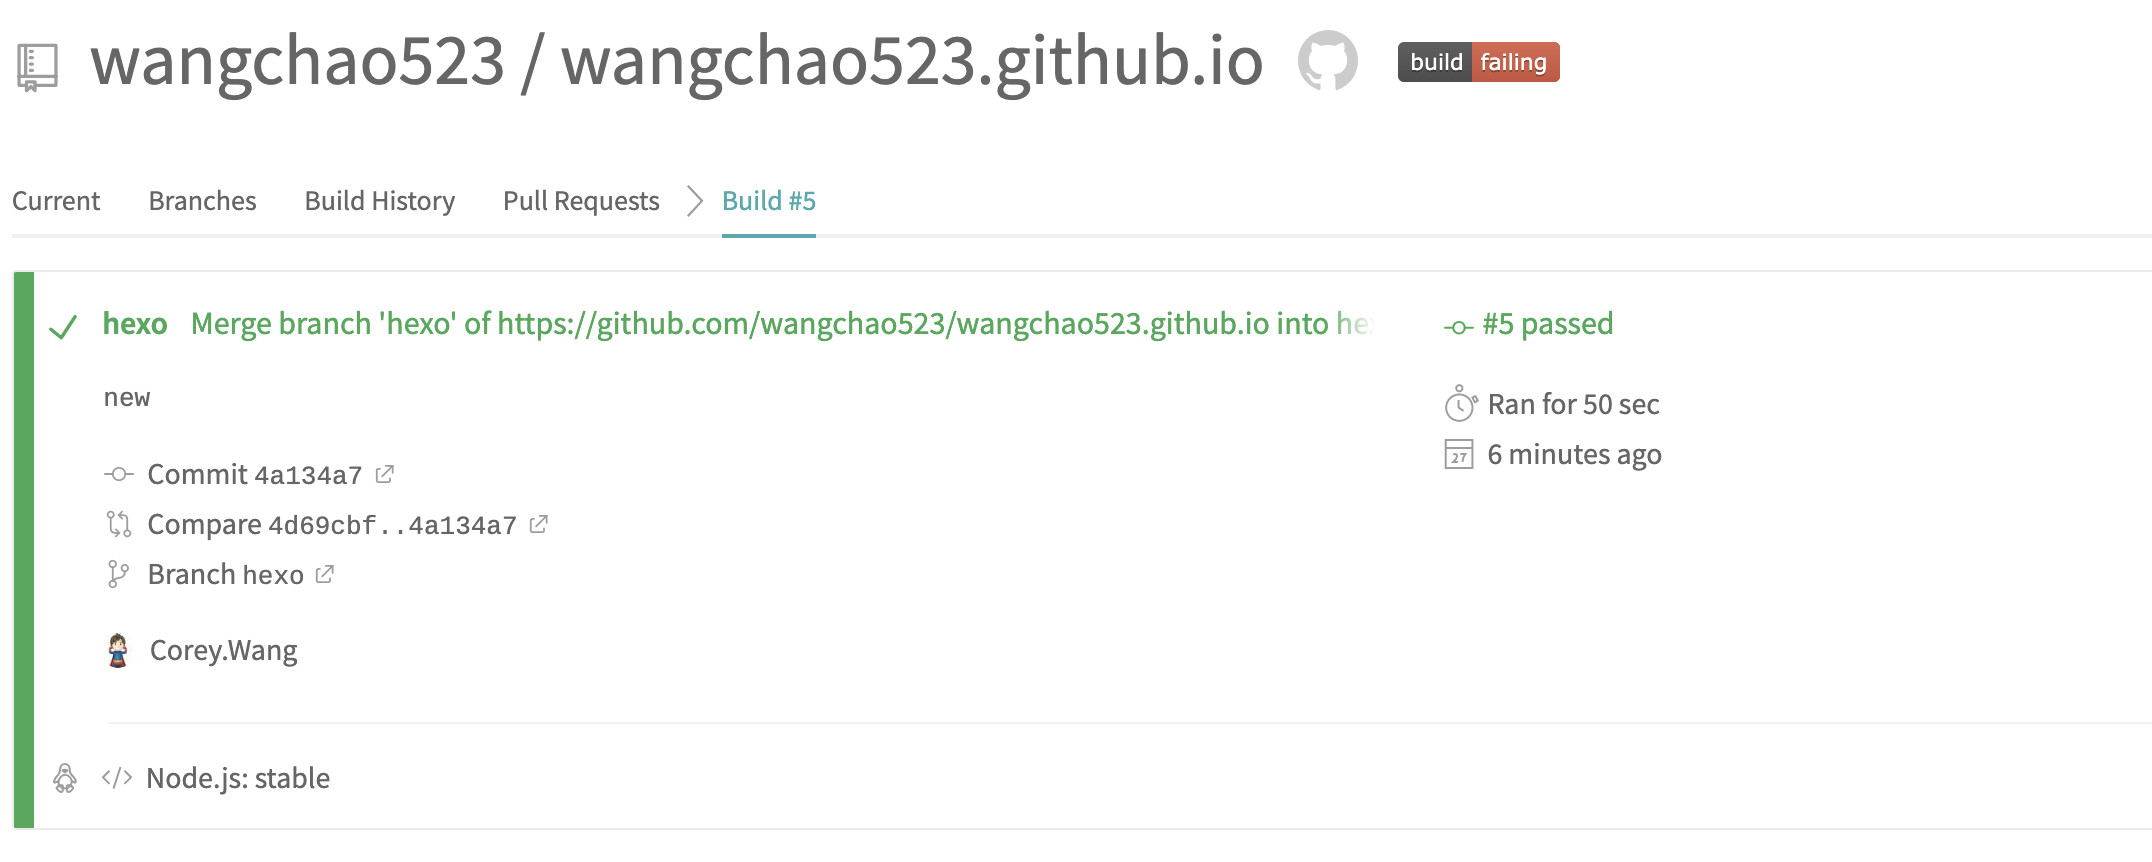 wangchao523 / wangchao523.github.io build failing
Current Branches Build History Pull Requests Build #5
hexo Merge branch 'hexo' of https://github.com/wangchao523/wangchao523.github.io into he
#5 passed
new
Ran for 50 sec
27 6 minutes ago
Commit 4a134a7
Compare 4d69cbf..4a134a7
Branch hexo
Corey.Wang
</> Node.js: stable